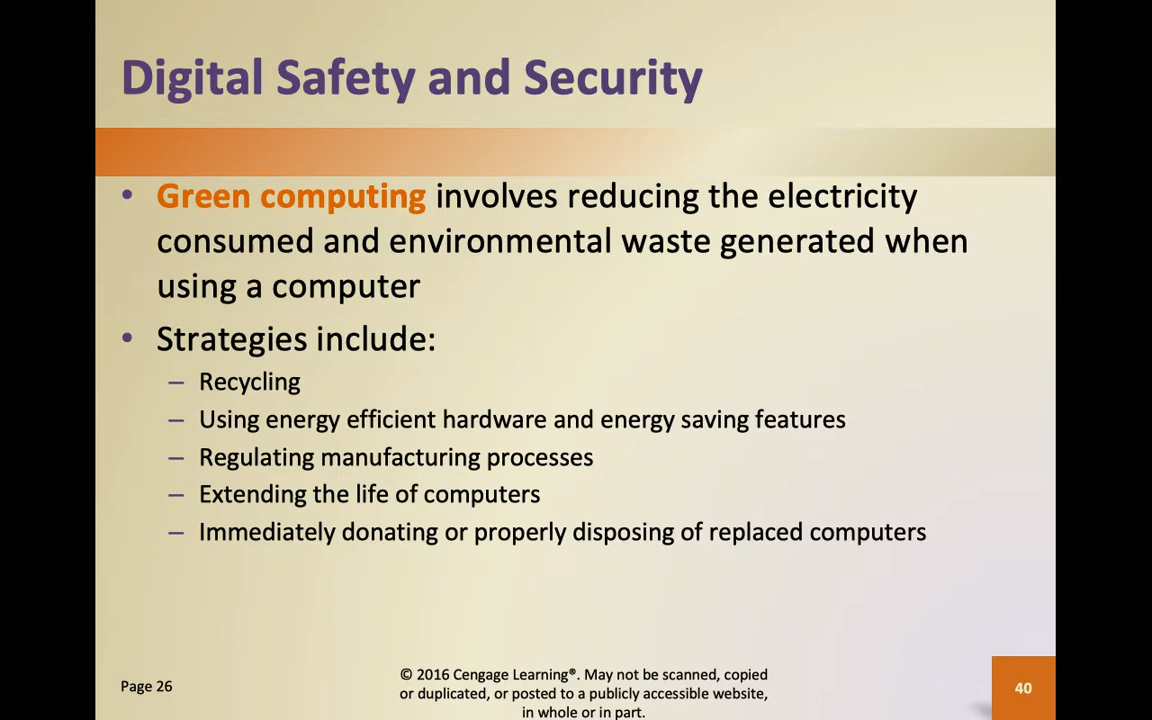 Digital Safety and Security
• Green computing involves reducing the electricity
consumed and environmental waste generated when
using a computer
• Strategies include:
– Recycling
– Using energy efficient hardware and energy saving features
– Regulating manufacturing processes
– Extending the life of computers
– Immediately donating or properly disposing of replaced computers
Page 26
© 2016 Cengage Learning®. May not be scanned, copied
or duplicated, or posted to a publicly accessible website,
in whole or in part.
40